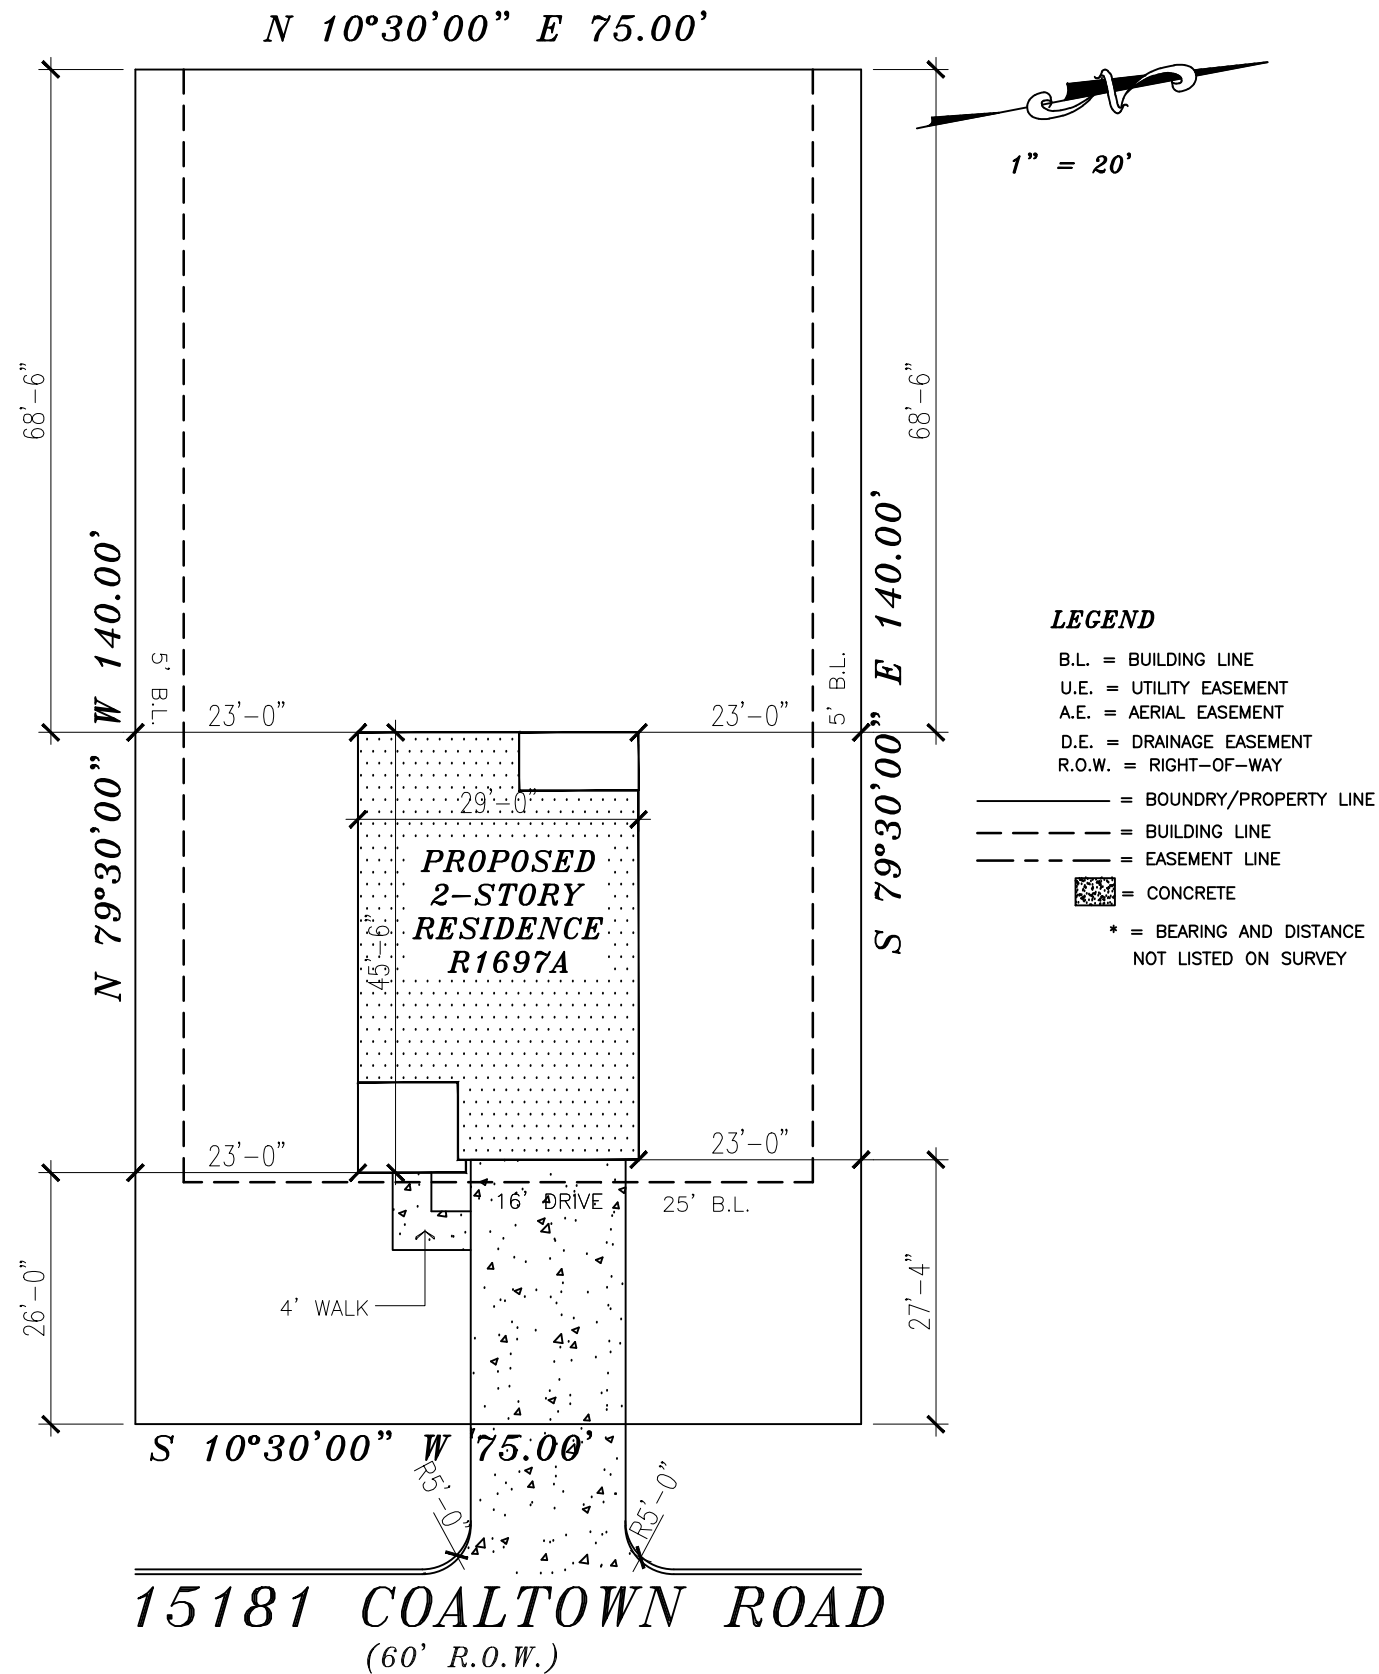 N 10°30'00" E 75.00'
1" = 20'
68'-6"
68'-6"
N 79°30'00" W 140.00'
S 79°30'00" E 140.00'
5' B.L.
5' B.L.
23'-0"
23'-0"
29'-0"
45'-6"
PROPOSED
2-STORY
RESIDENCE
R1697A
LEGEND
B.L. = BUILDING LINE
U.E. = UTILITY EASEMENT
A.E. = AERIAL EASEMENT
D.E. = DRAINAGE EASEMENT
R.O.W. = RIGHT-OF-WAY
= BOUNDRY/PROPERTY LINE
= BUILDING LINE
= EASEMENT LINE
= CONCRETE
* = BEARING AND DISTANCE
NOT LISTED ON SURVEY
23'-0"
23'-0"
16' DRIVE
25' B.L.
26'-0"
27'-4"
4' WALK
S 10°30'00" W 75.00'
R5'-0"
R5'-0"
15181 COALTOWN ROAD
(60' R.O.W.)